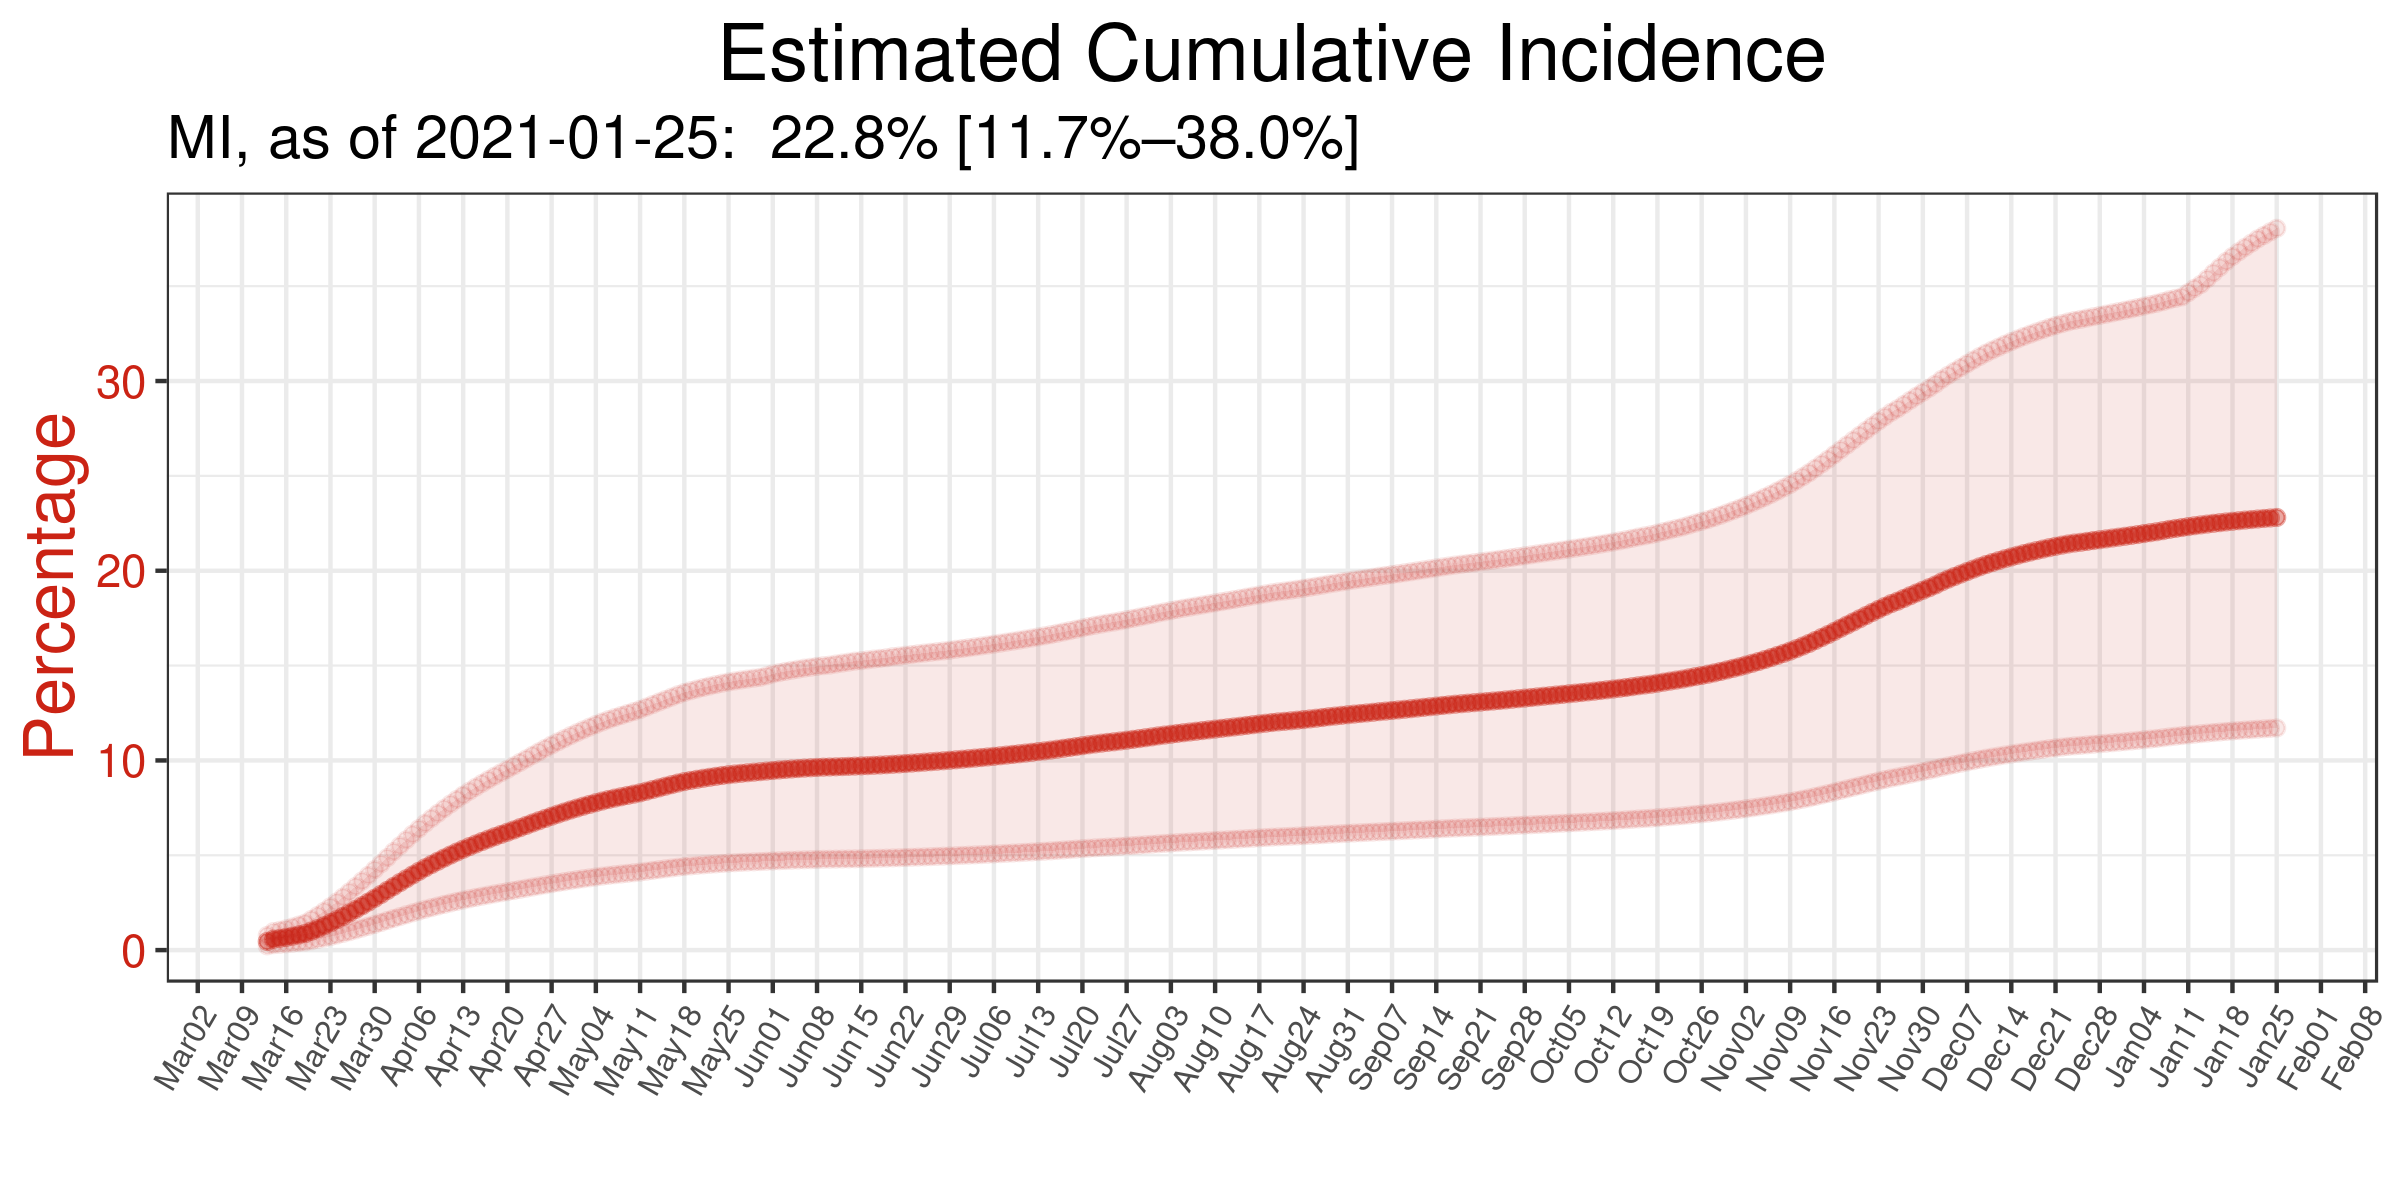 Estimated Cumulative Incidence
MI, as of 2021-01-25:  22.8% [11.7%–38.0%]
Percentage
30
20
10
0
Mar02
Mar09
Mar16
Mar23
Mar30
Apr06
Apr13
Apr20
Apr27
May04
May11
May18
May25
Jun01
Jun08
Jun15
Jun22
Jun29
Jul06
Jul13
Jul20
Jul27
Aug03
Aug10
Aug17
Aug24
Aug31
Sep07
Sep14
Sep21
Sep28
Oct05
Oct12
Oct19
Oct26
Nov02
Nov09
Nov16
Nov23
Nov30
Dec07
Dec14
Dec21
Dec28
Jan04
Jan11
Jan18
Jan25
Feb01
Feb08